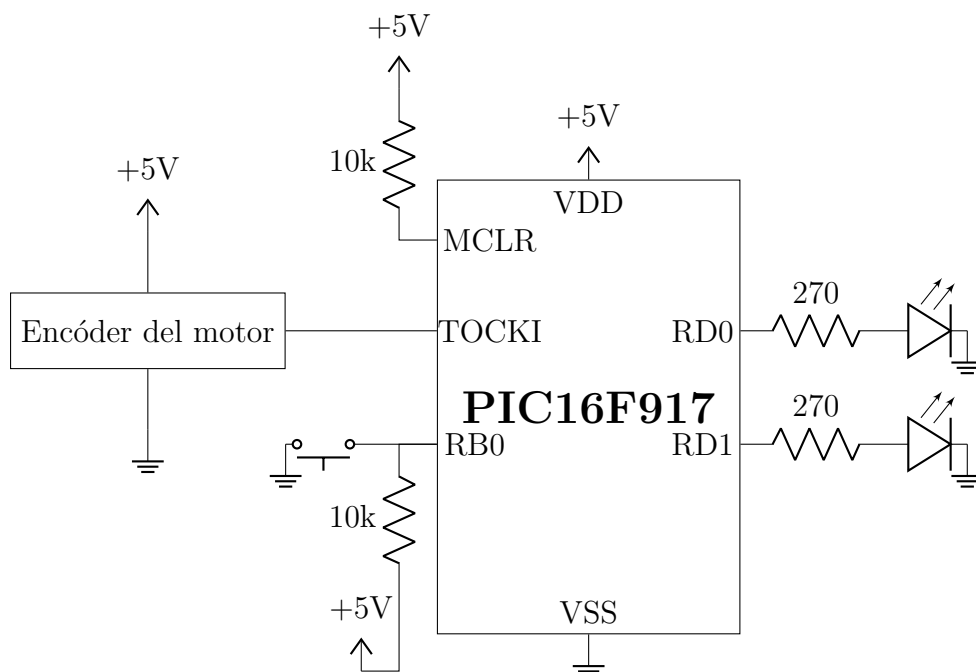 +5V
+5V
+5V
10k
VDD
MCLR
270
Encóder del motor
TOCKI
RD0
PIC16F917
270
RB0
RD1
10k
+5V
VSS